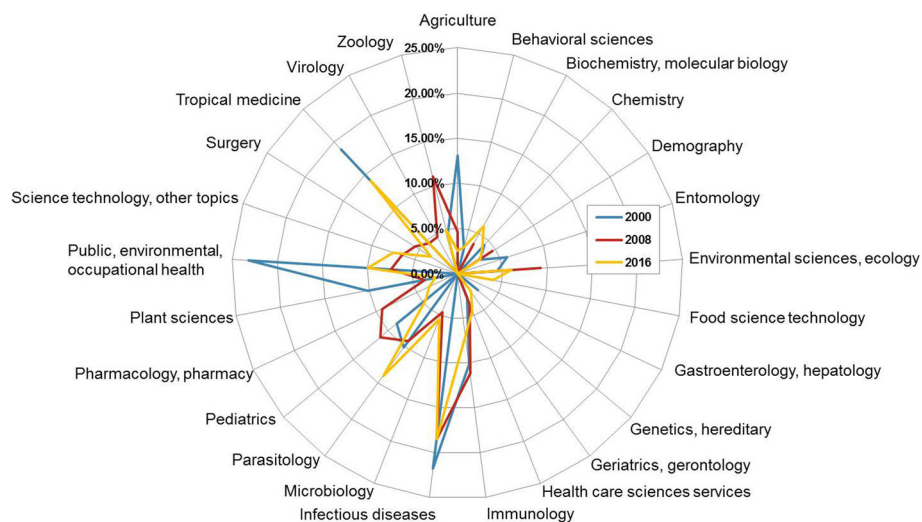 Agriculture
Behavioral sciences
Biochemistry, molecular biology
Chemistry
Demography
Entomology
Environmental sciences, ecology
Food science technology
Gastroenterology, hepatology
Genetics, hereditary
Geriatrics, gerontology
Health care sciences services
Immunology
Infectious diseases
Microbiology
Parasitology
Pediatrics
Pharmacology, pharmacy
Plant sciences
Public, environmental,
occupational health
Science technology, other topics
Surgery
Tropical medicine
Virology
Zoology
25.00%
20.00%
15.00%
10.00%
5.00%
0.00%
2000
2008
2016